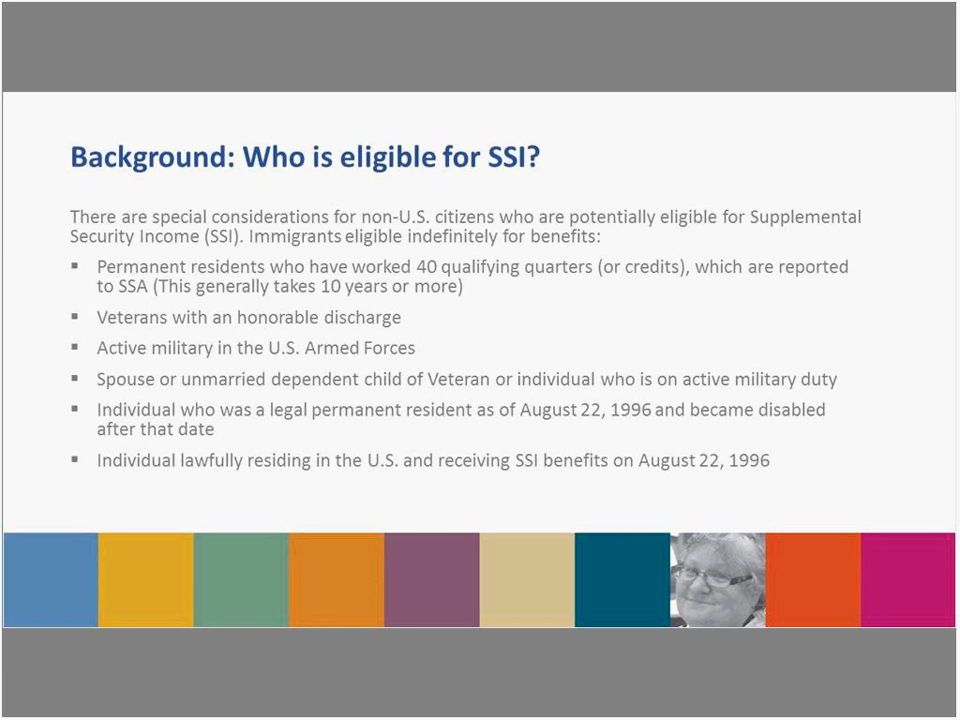 Background: Who is eligible for SSI?
There are special considerations for non-U.S. citizens who are potentially eligible for Supplemental
Security Income (SSI). Immigrants eligible indefinitely for benefits:
▪ Permanent residents who have worked 40 qualifying quarters (or credits), which are reported
to SSA (This generally takes 10 years or more)
▪ Veterans with an honorable discharge
▪ Active military in the U.S. Armed Forces
▪ Spouse or unmarried dependent child of Veteran or individual who is on active military duty
▪ Individual who was a legal permanent resident as of August 22, 1996 and became disabled
after that date
▪ Individual lawfully residing in the U.S. and receiving SSI benefits on August 22, 1996